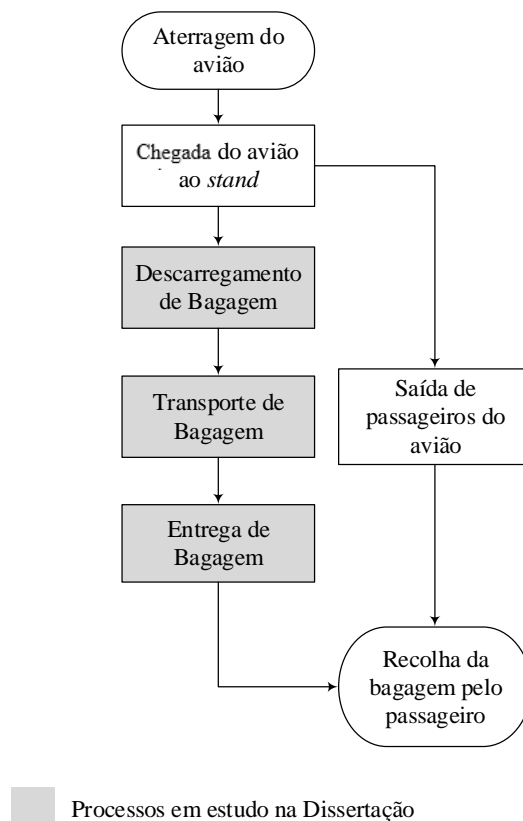 Aterragem do
avião
Chegada do avião
ao stand
Descarregamento
de Bagagem
Transporte de
Bagagem
Saída de
passageiros do
avião
Entrega de
Bagagem
Recolha da
bagagem pelo
passageiro
Processos em estudo na Dissertação